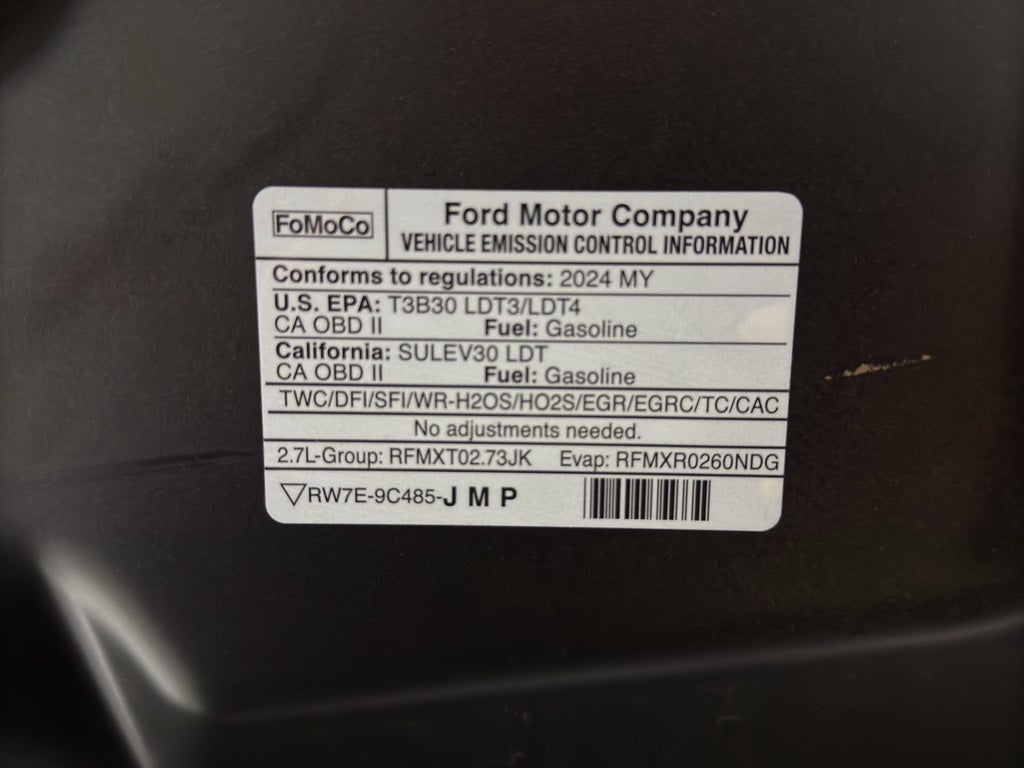 FoMoCo
Ford Motor Company
VEHICLE EMISSION CONTROL INFORMATION
Conforms to regulations: 2024 MY
U.S. EPA: T3B30 LDT3/LDT4
CA OBD II Fuel: Gasoline
California: SULEV30 LDT
CA OBD II Fuel: Gasoline
TWC/DFI/SFI/WR-H2OS/HO2S/EGR/EGRC/TC/CAC
No adjustments needed.
2.7L-Group: RFMXT02.73JK Evap: RFMXR0260NDG
▽RW7E-9C485-J M P